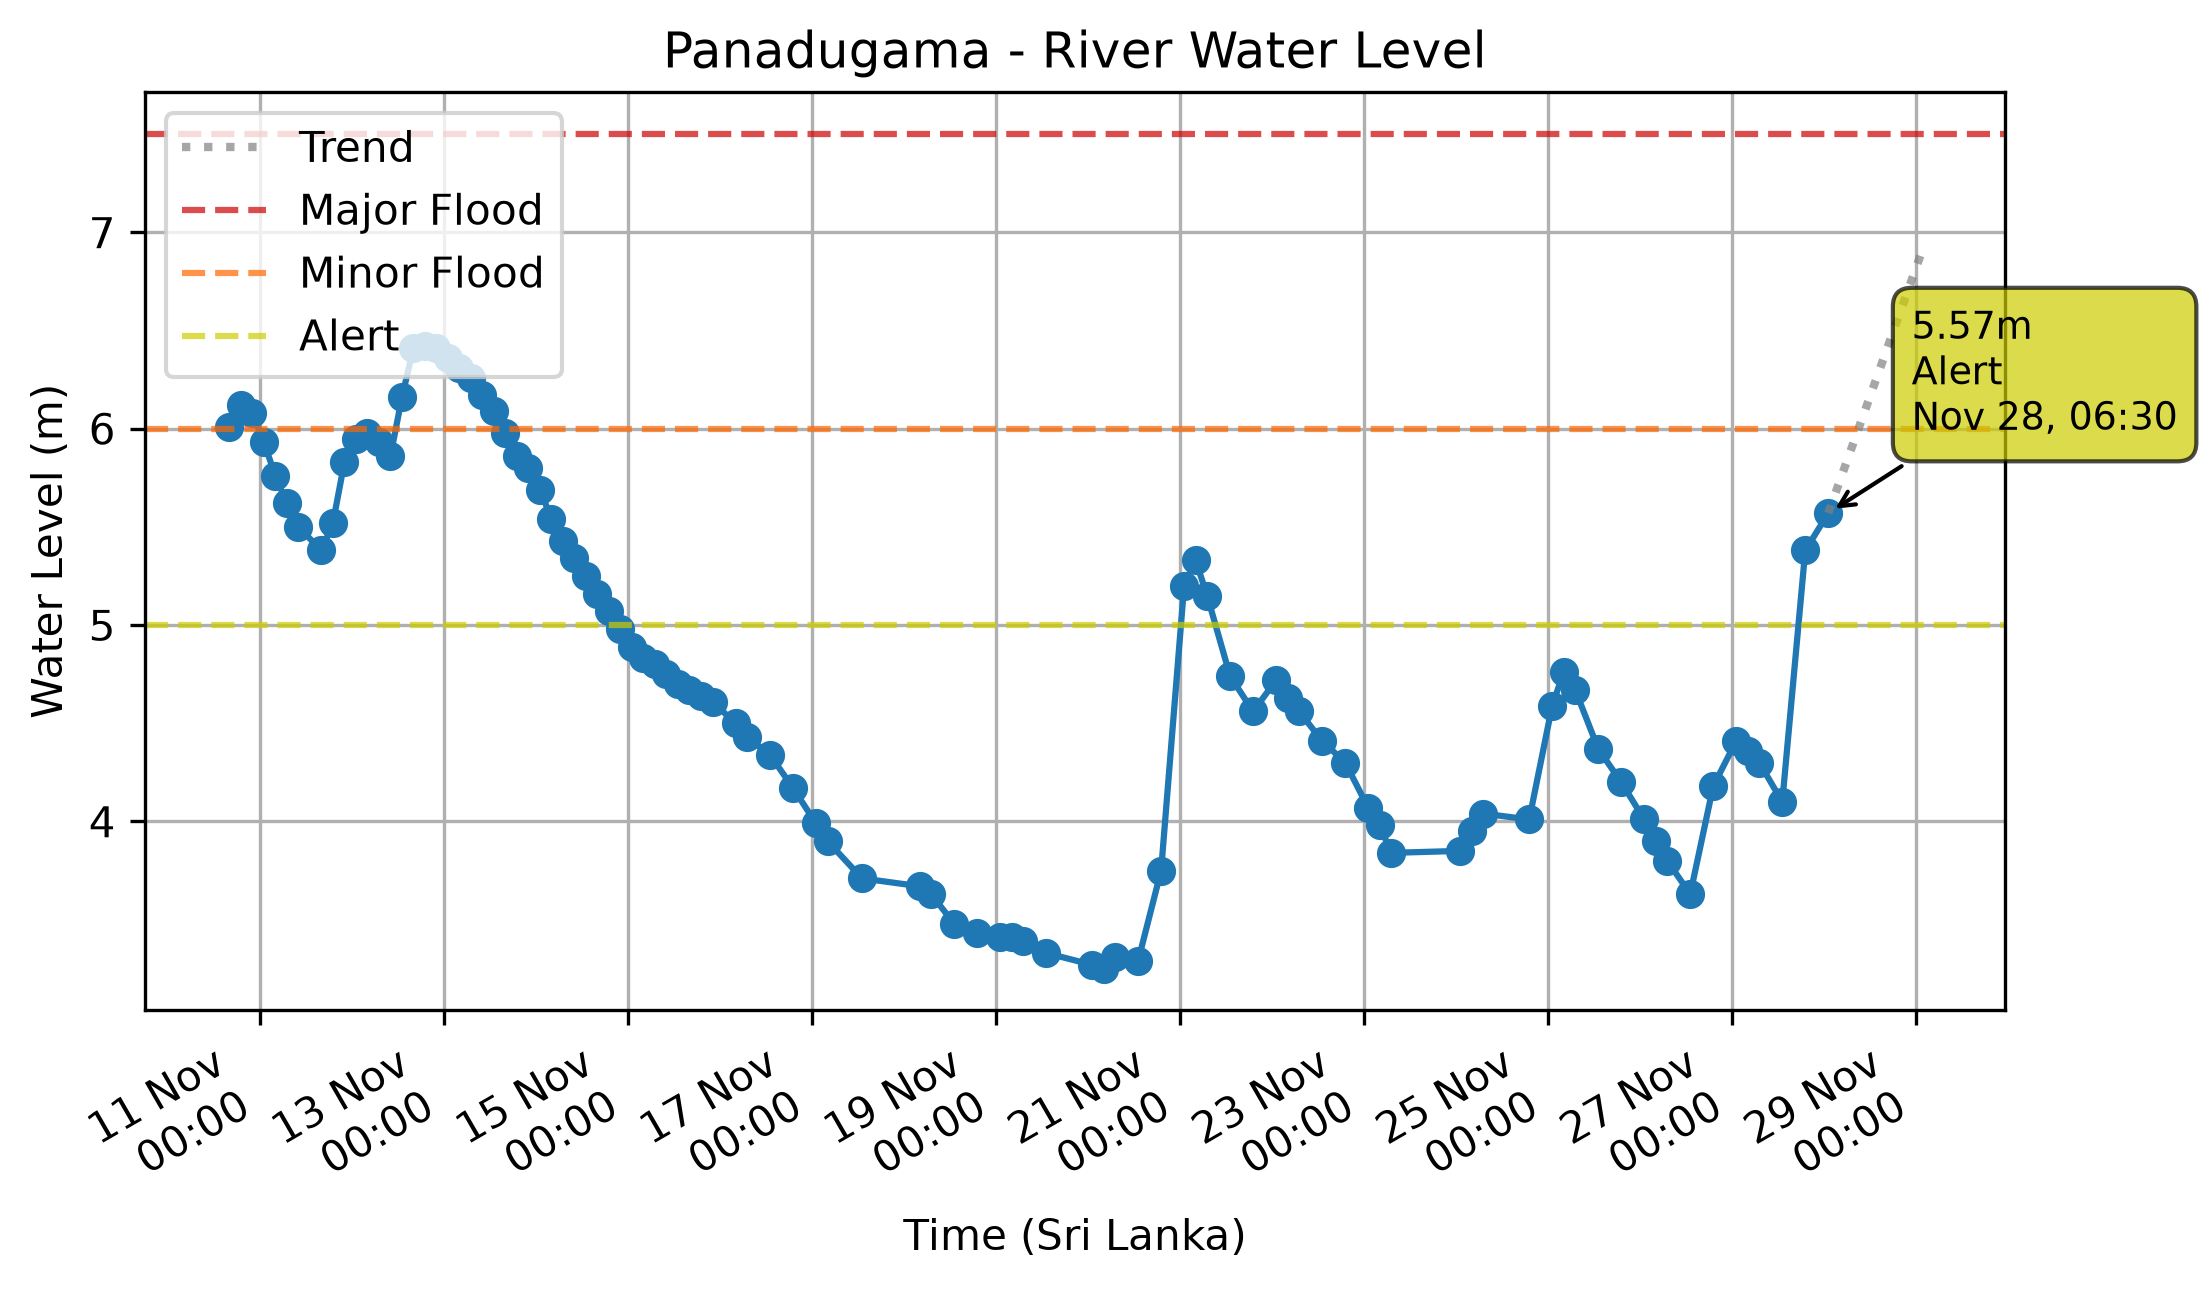 Panadugama - River Water Level
Trend
Major Flood
Minor Flood
Alert
5.57m
Alert
Nov 28, 06:30
Water Level (m)
7
6
5
4
11 Nov
00:00
13 Nov
00:00
15 Nov
00:00
17 Nov
00:00
19 Nov
00:00
21 Nov
00:00
23 Nov
00:00
25 Nov
00:00
27 Nov
00:00
29 Nov
00:00
Time (Sri Lanka)